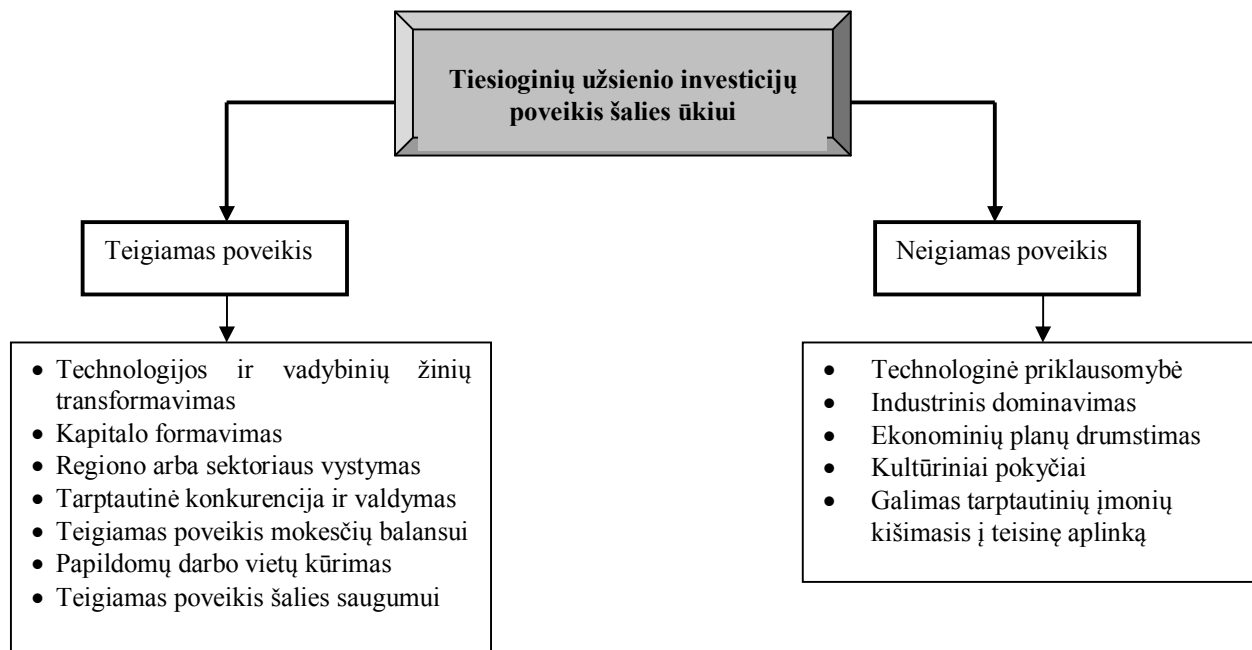 Tiesioginių užsienio investicijų
poveikis šalies ūkiui
Teigiamas poveikis
Neigiamas poveikis
• Technologijos ir vadybinių žinių
transformavimas
• Kapitalo formavimas
• Regiono arba sektoriaus vystymas
• Tarptautinė konkurencija ir valdymas
• Teigiamas poveikis mokesčių balansui
• Papildomų darbo vietų kūrimas
• Teigiamas poveikis šalies saugumui
• Technologinė priklausomybė
• Industrinis dominavimas
• Ekonominių planų drumstimas
• Kultūriniai pokyčiai
• Galimas tarptautinių įmonių
kišimasis į teisinę aplinką